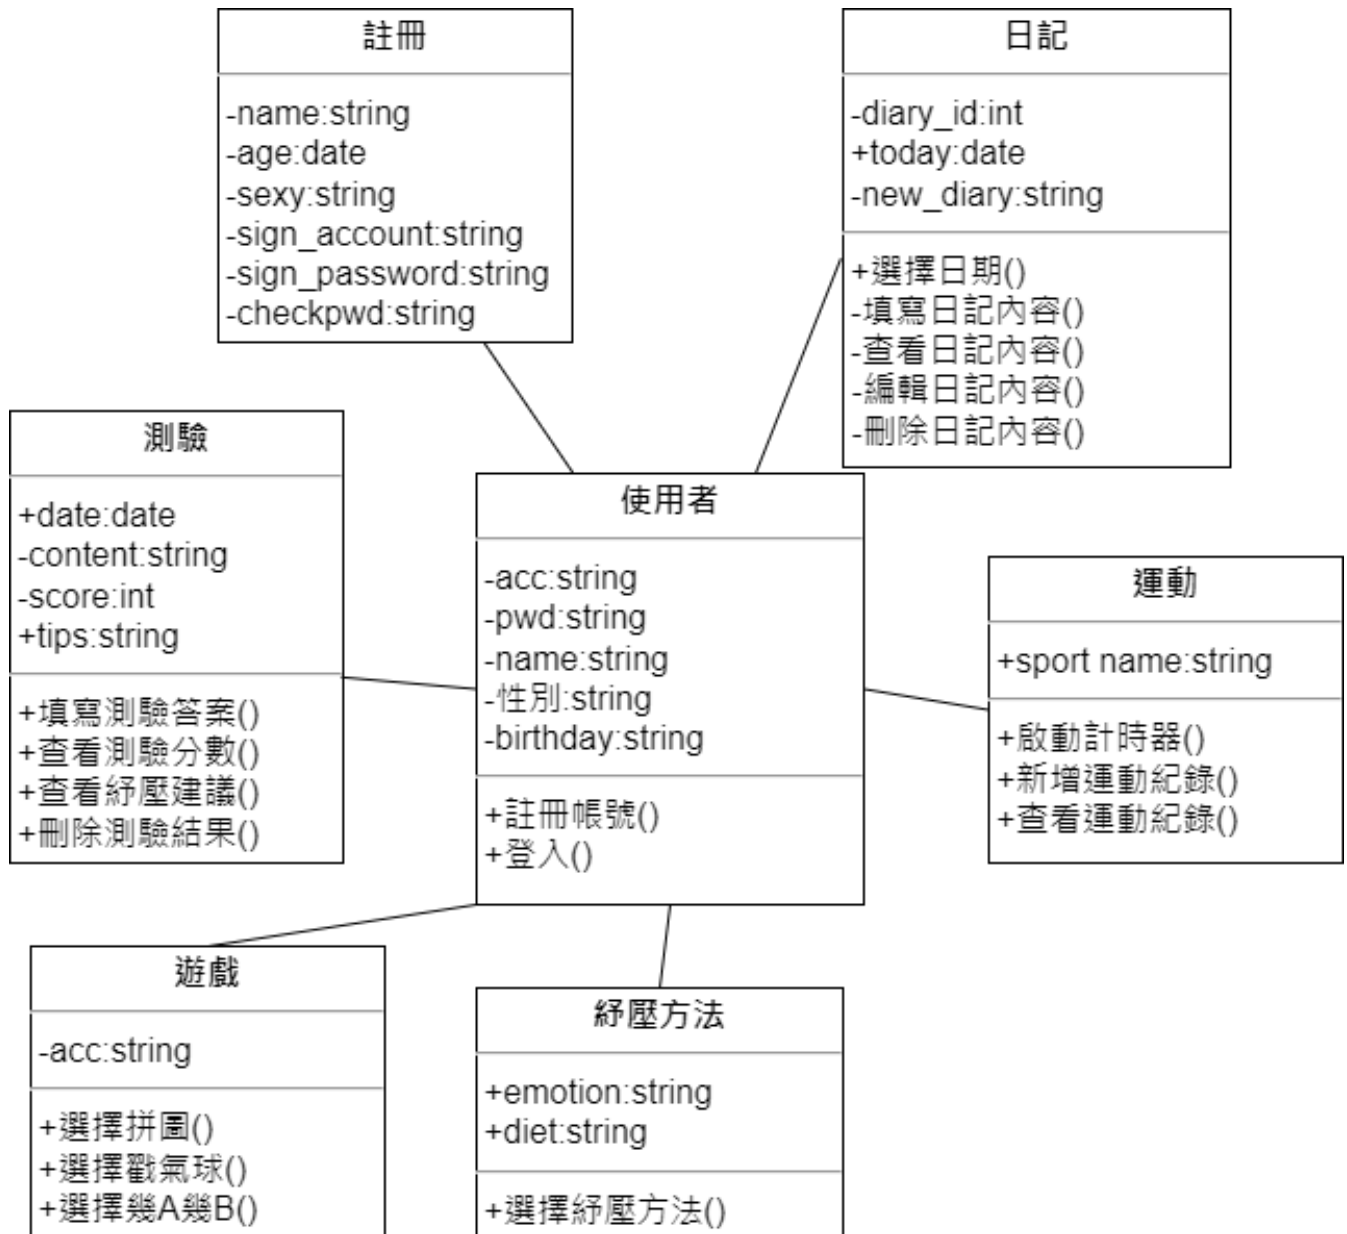 註冊
-name:string
-age:date
-sexy:string
-sign_account:string
-sign_password:string
-checkpwd:string
日記
-diary_id:int
+today:date
-new_diary:string
+選擇日期()
-填寫日記內容()
-查看日記內容()
-編輯日記內容()
-刪除日記內容()
測驗
+date:date
-content:string
-score:int
+tips:string
+填寫測驗答案()
+查看測驗分數()
+查看紓壓建議()
+刪除測驗結果()
使用者
-acc:string
-pwd:string
-name:string
-性別:string
-birthday:string
+註冊帳號()
+登入()
運動
+sport name:string
+啟動計時器()
+新增運動紀錄()
+查看運動紀錄()
遊戲
-acc:string
+選擇拼圖()
+選擇戳氣球()
+選擇幾A幾B()
紓壓方法
+emotion:string
+diet:string
+選擇紓壓方法()